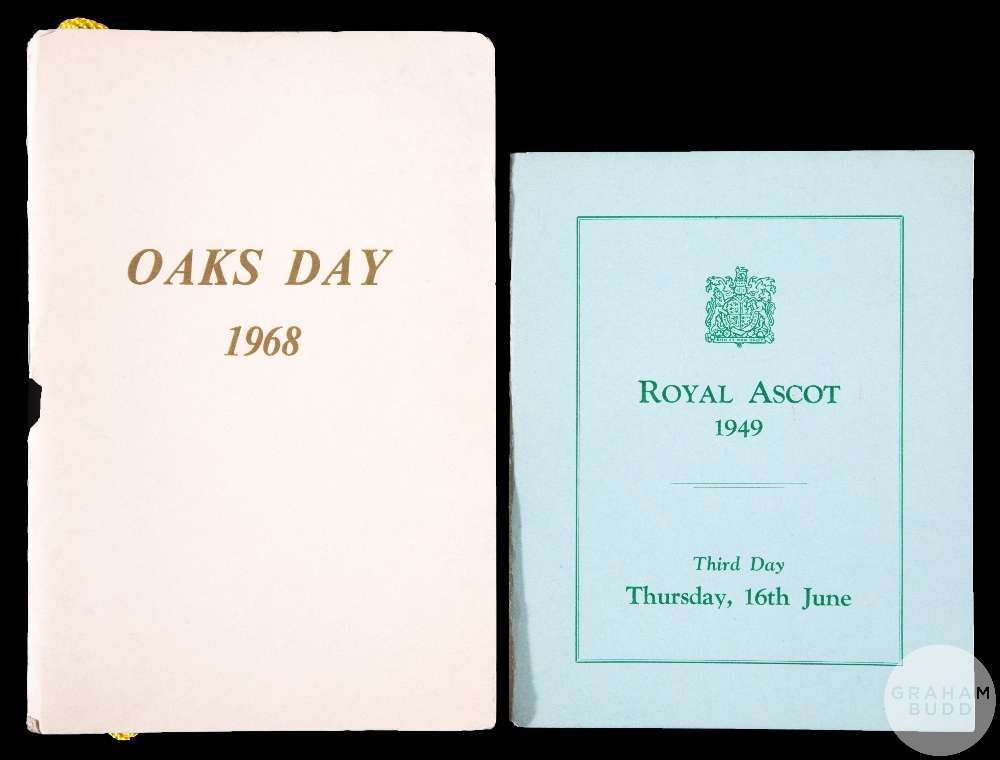 OAKS DAY
1968
ROYAL ASCOT
1949
Third Day
Thursday, 16th June
GRAHAM
BUDD